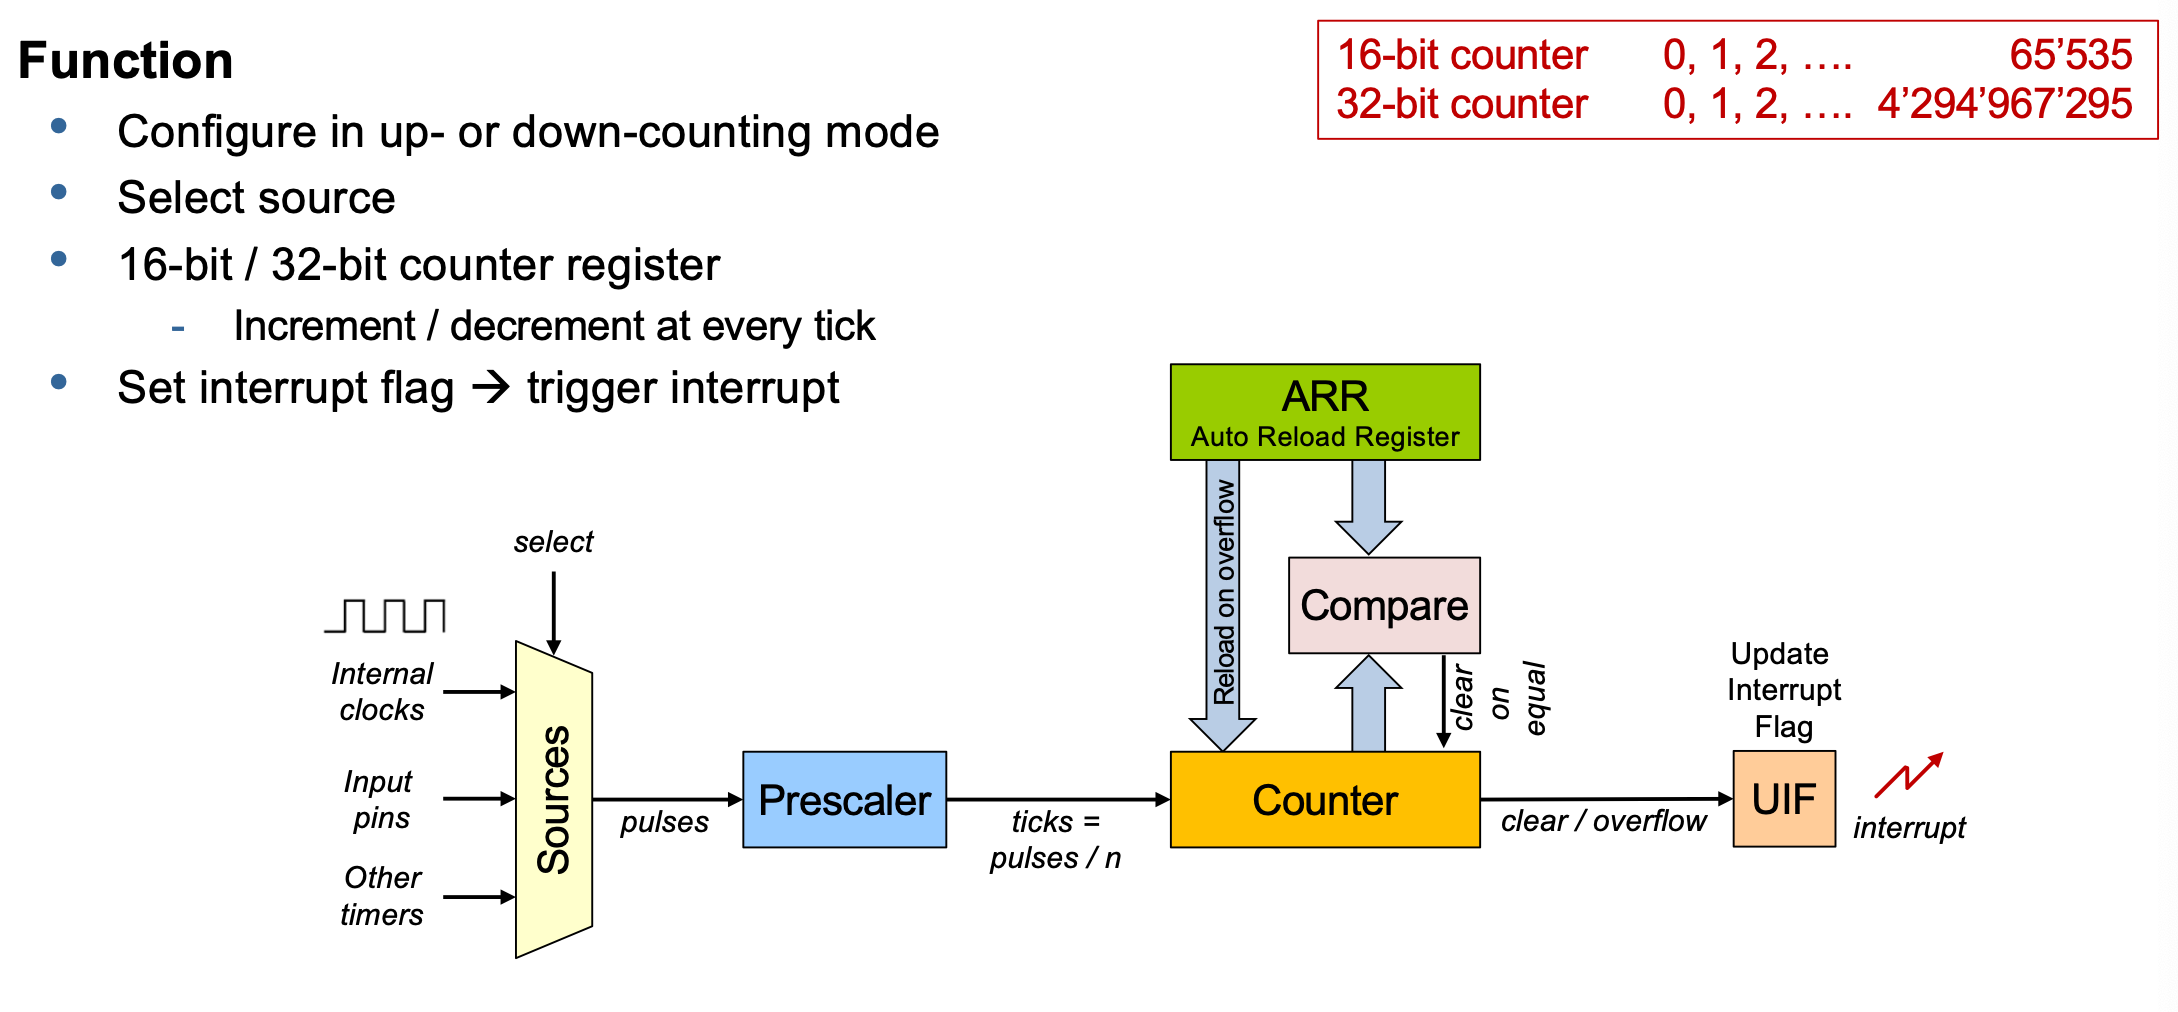 Function
• Configure in up- or down-counting mode
• Select source
• 16-bit / 32-bit counter register
- Increment / decrement at every tick
• Set interrupt flag → trigger interrupt
16-bit counter 0, 1, 2, …. 65’535
32-bit counter 0, 1, 2, …. 4’294’967’295
ARR
Auto Reload Register
Reload on overflow
Compare
clear
on
equal
select
Internal
clocks
Input
pins
Other
timers
Sources
pulses
Prescaler
ticks =
pulses / n
Counter
clear / overflow
Update
Interrupt
Flag
UIF
interrupt